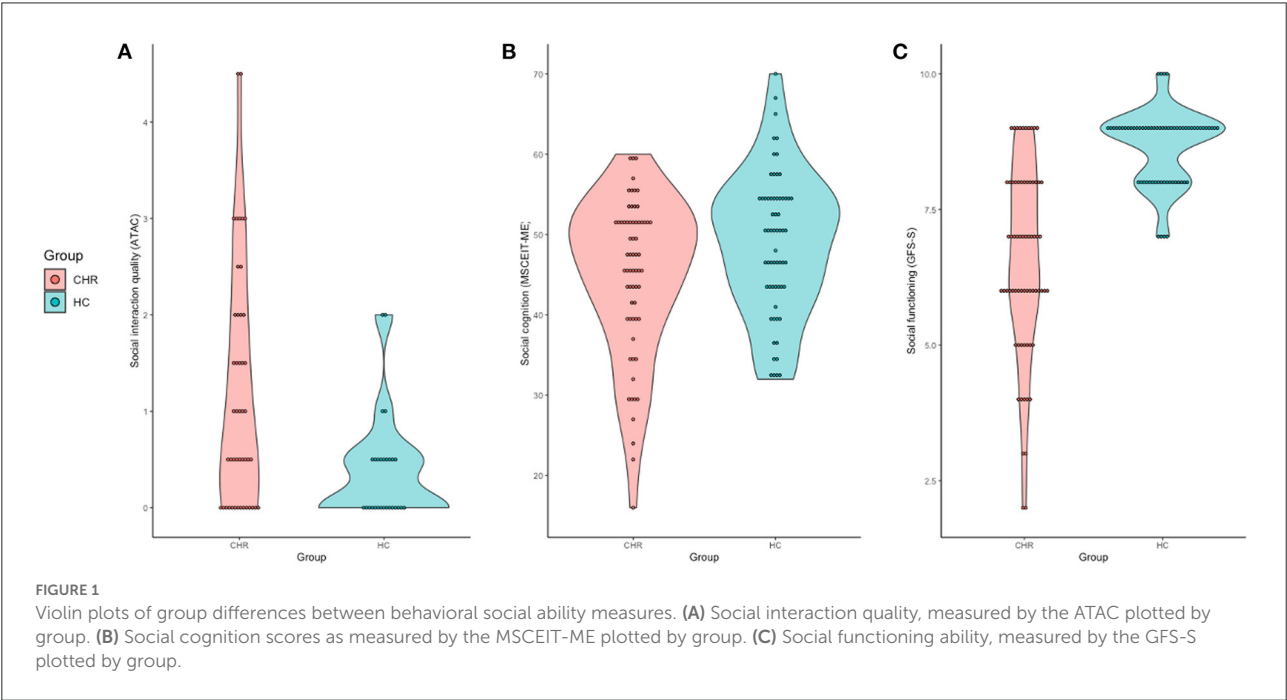 A
B
C
Group
CHR
HC
Social interaction quality (ATAC)
4
3
2
1
0
CHR
HC
Group
Social cognition (MSCEIT-ME;
70
60
50
40
30
20
CHR
HC
Group
Social functioning (GFS-S)
10.0
7.5
5.0
2.5
CHR
HC
Group
FIGURE 1
Violin plots of group differences between behavioral social ability measures. (A) Social interaction quality, measured by the ATAC plotted by
group. (B) Social cognition scores as measured by the MSCEIT-ME plotted by group. (C) Social functioning ability, measured by the GFS-S
plotted by group.